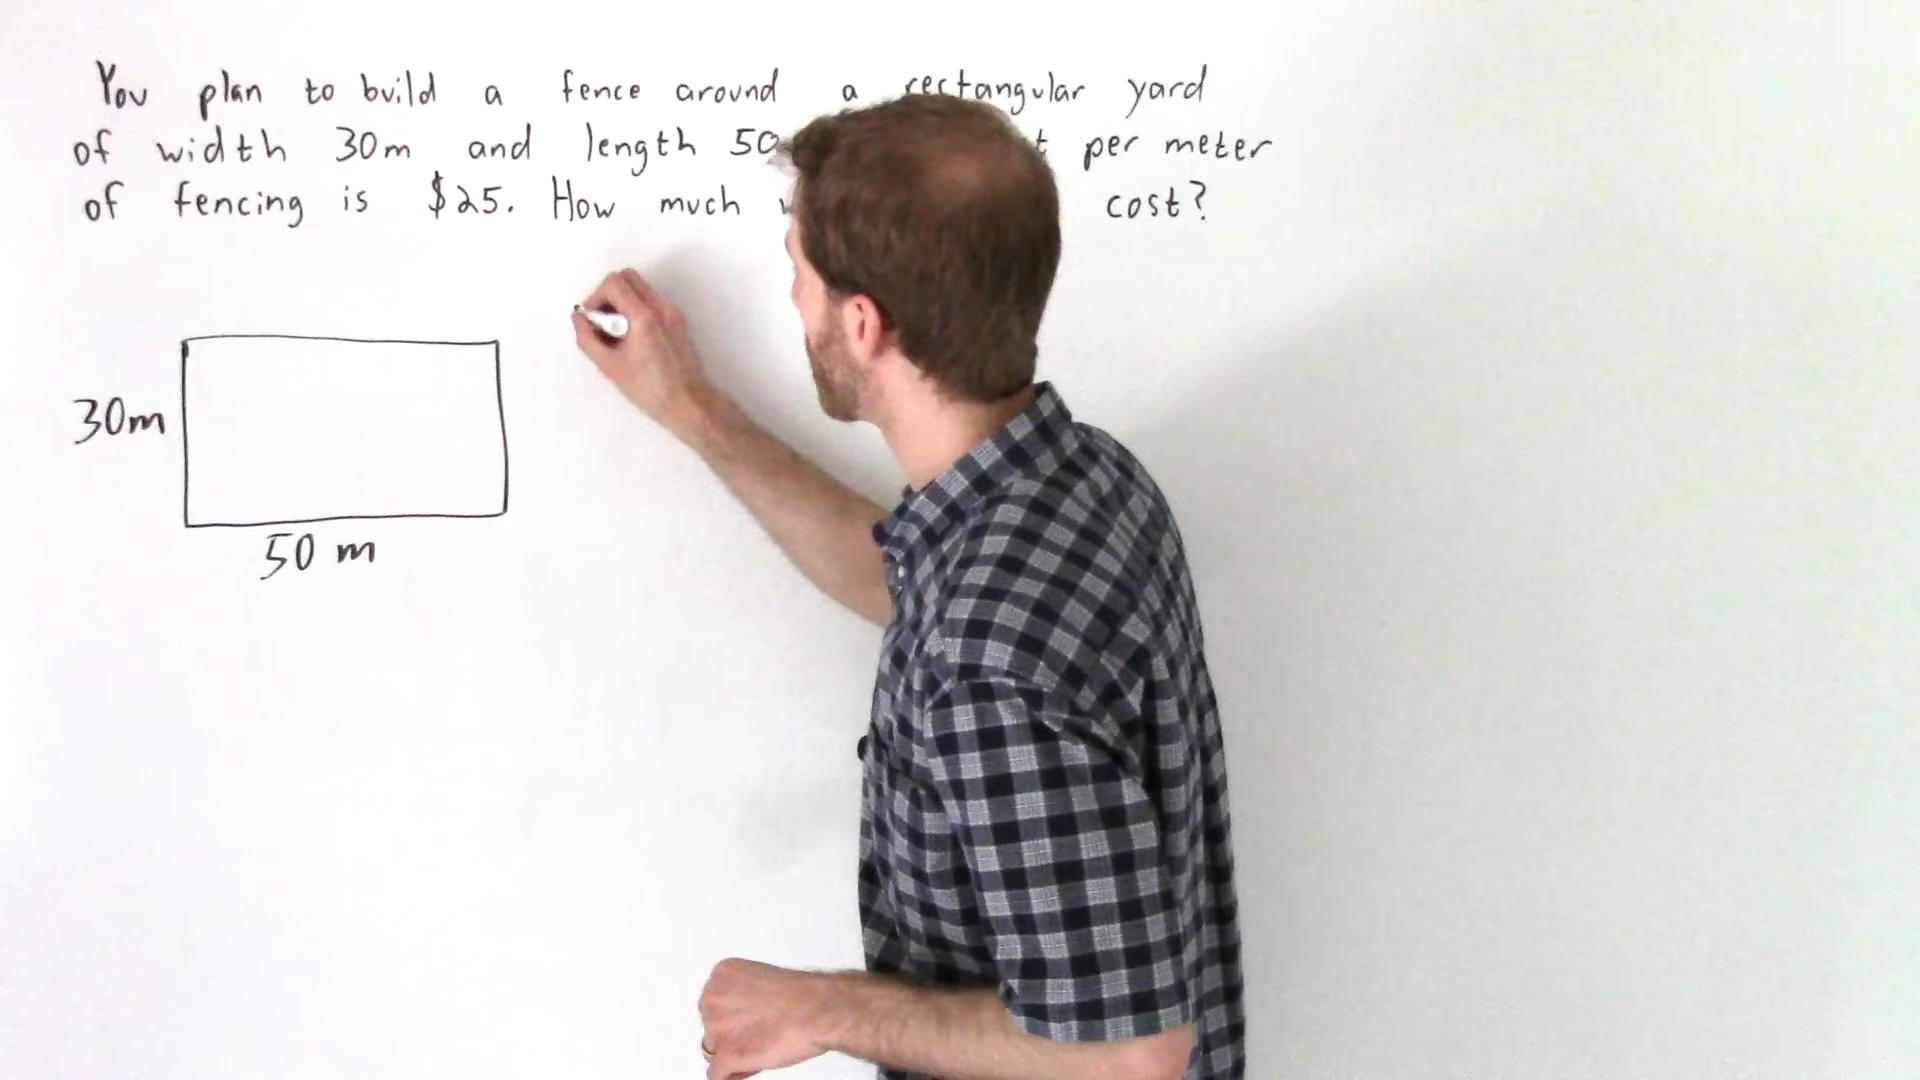 You plan to build a fence around a rectangular yard
of width 30m and length 50 per meter
of fencing is $25. How much cost?
30m
50 m